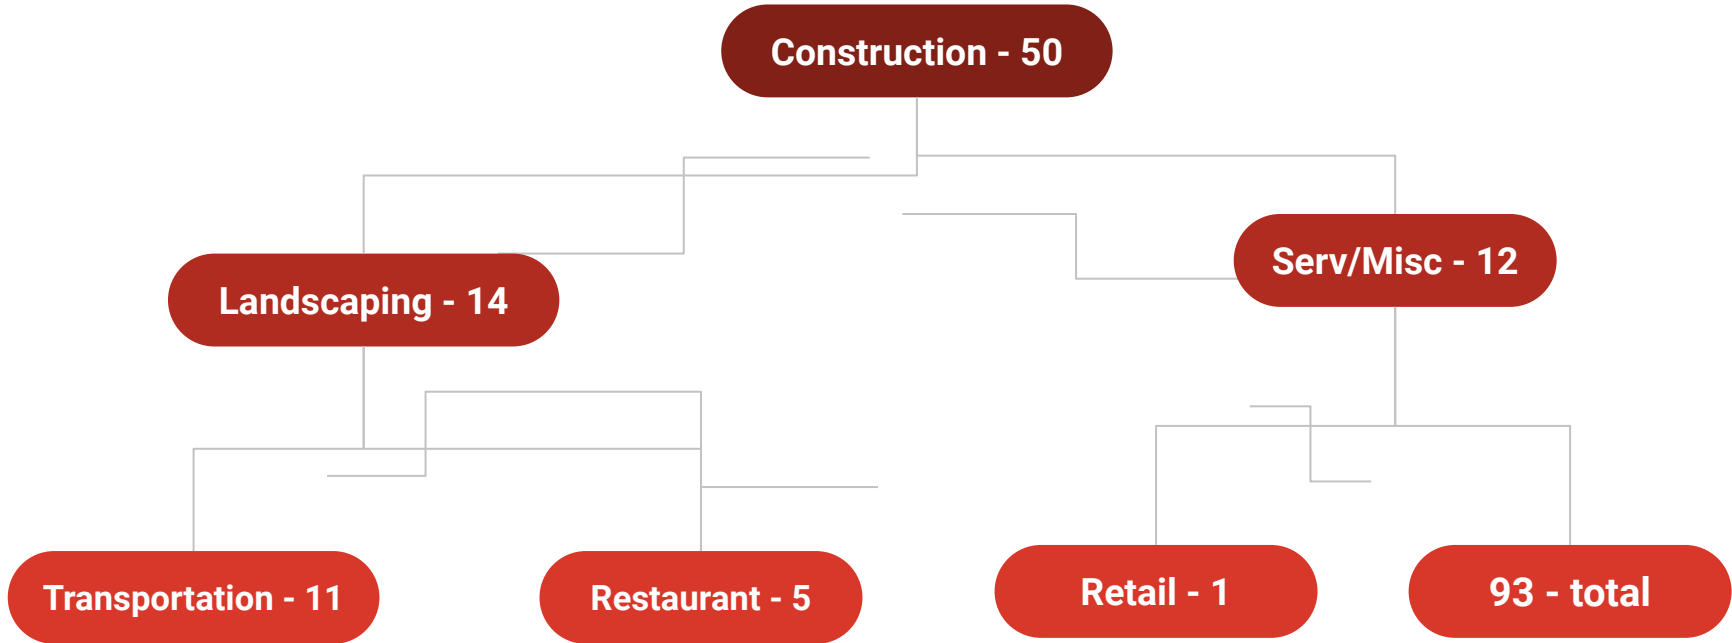 Construction - 50
Landscaping - 14
Serv/Misc - 12
Transportation - 11
Restaurant - 5
Retail - 1
93 - total